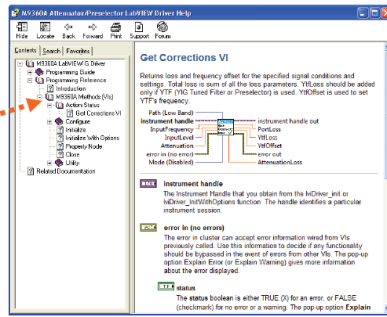 M9360A Attenuator/Preselector LabVIEW Driver Help
Hide Locate Back Forward Print Support Forum
Contents Search Favorites
M9360A LabVIEW G Driver
Programming Guide
Programming Reference
Introduction
M9360A Methods (VIs)
Action Status
Get Corrections VI
Configure
Initialize
Initialize With Options
Property Node
Close
Utility
Related Documentation
Get Corrections VI
Returns loss and frequency offset for the specified signal conditions and
settings. Total loss is sum of all the loss parameters. YtfLoss should be added
only if YTF (YIG Tuned Filter or Preselector) is used. YtfOffset is used to set
YTF's frequency.
Path (Low Band)
instrument handle instrument handle out
InputFrequency PortLoss
InputLevel YtfLoss
Attenuation YtfOffset
error in (no error) error out
Mode (Disabled) AttenuationLoss
instrument handle
The Instrument Handle that you obtain from the IviDriver_init or
IviDriver_InitWithOptions function. The handle identifies a particular
instrument session.
error in (no errors)
The error in cluster can accept error information wired from VIs
previously called. Use this information to decide if any functionality
should be bypassed in the event of errors from other VIs. The pop-up
option Explain Error (or Explain Warning) gives more information
about the error displayed.
status
The status boolean is either TRUE (X) for an error, or FALSE
(checkmark) for no error or a warning. The pop-up option Explain